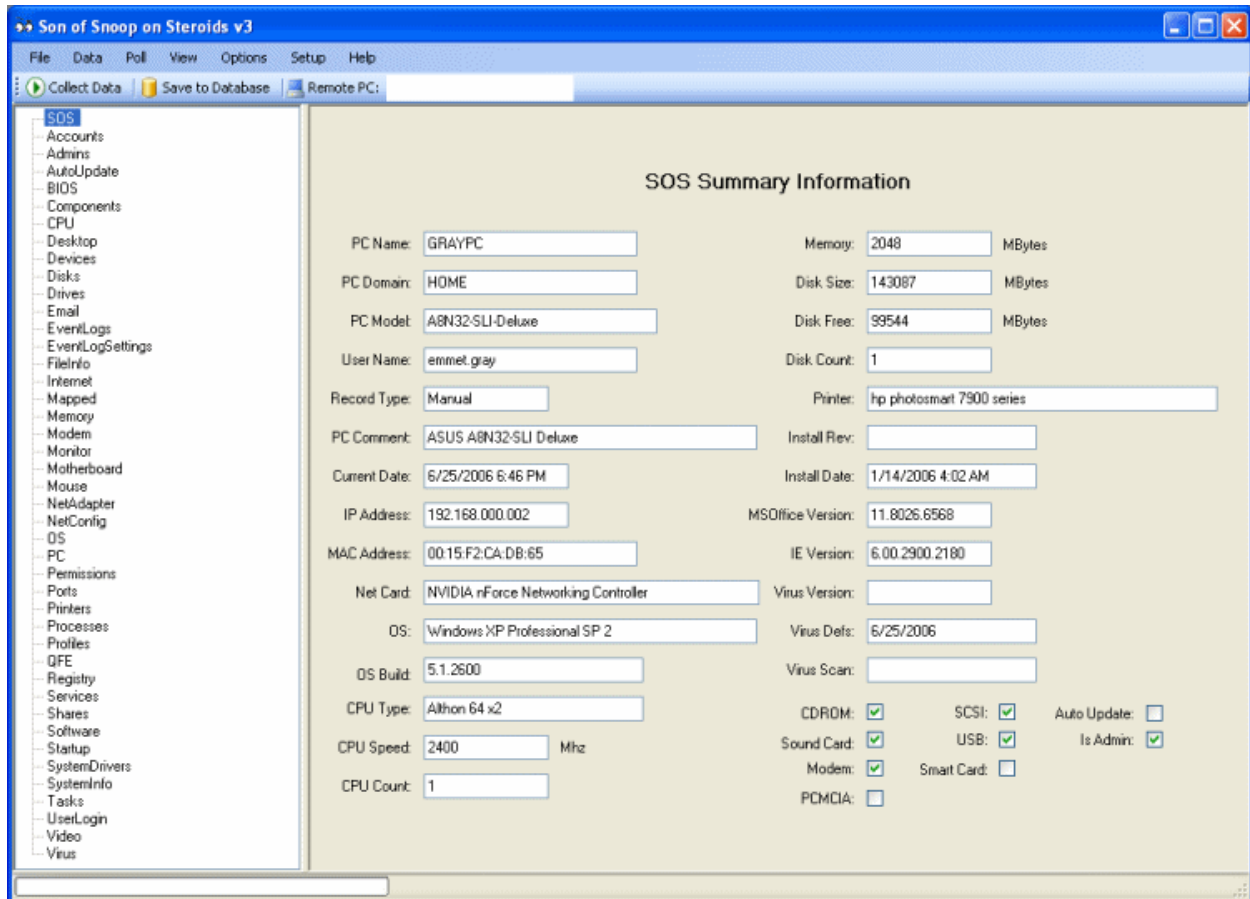 Son of Snoop on Steroids v3
File Data Poll View Options Setup Help
Collect Data Save to Database Remote PC:
SOS
Accounts
Admins
AutoUpdate
BIOS
Components
CPU
Desktop
Devices
Disks
Drives
Email
EventLogs
EventLogSettings
FileInfo
Internet
Mapped
Memory
Modem
Monitor
Motherboard
Mouse
NetAdapter
NetConfig
OS
PC
Permissions
Ports
Printers
Processes
Profiles
QFE
Registry
Services
Shares
Software
Startup
SystemDrivers
SystemInfo
Tasks
UserLogin
Video
Virus
SOS Summary Information
PC Name: GRAYPC
PC Domain: HOME
PC Model: A8N32-SLI-Deluxe
User Name: emmet.gray
Record Type: Manual
PC Comment: ASUS A8N32-SLI Deluxe
Current Date: 6/25/2006 6:46 PM
IP Address: 192.168.000.002
MAC Address: 00:15:F2:CA:DB:65
Net Card: NVIDIA nForce Networking Controller
OS: Windows XP Professional SP 2
OS Build: 5.1.2600
CPU Type: Althon 64 x2
CPU Speed: 2400 Mhz
CPU Count: 1
Memory: 2048 MBytes
Disk Size: 143087 MBytes
Disk Free: 99544 MBytes
Disk Count: 1
Printer: hp photosmart 7900 series
Install Rev:
Install Date: 1/14/2006 4:02 AM
MSOffice Version: 11.8026.6568
IE Version: 6.00.2900.2180
Virus Version:
Virus Defs: 6/25/2006
Virus Scan:
CDROM: SCSI: Auto Update:
Sound Card: USB: Is Admin:
Modem: Smart Card:
PCMCIA: